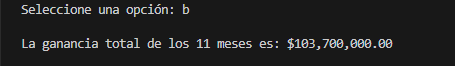 Seleccione una opción: b
La ganancia total de los 11 meses es: $103,700,000.00